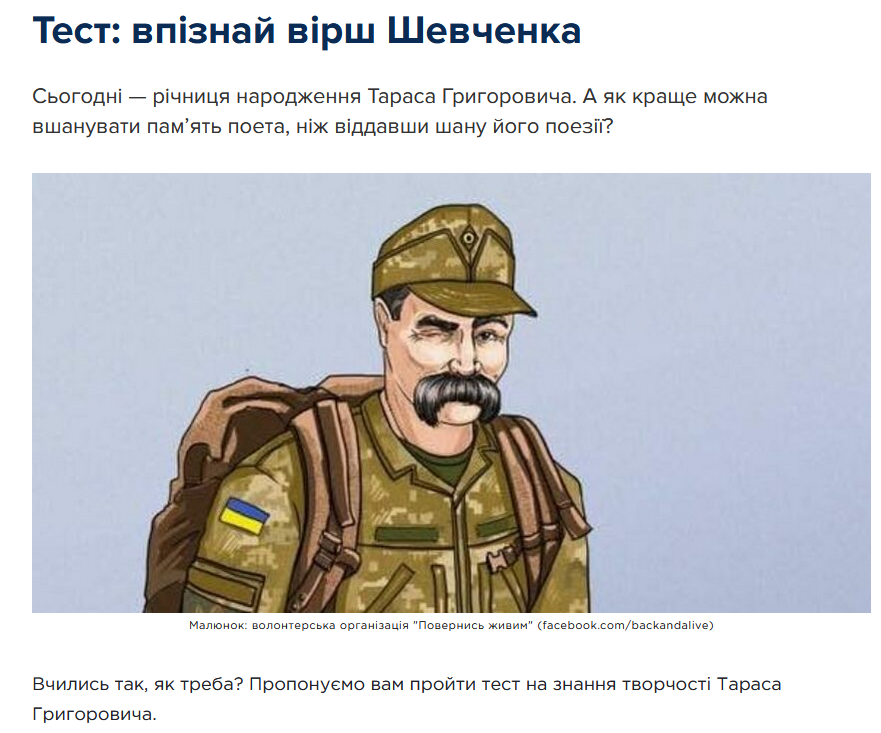 Тест: впізнай вірш Шевченка
Сьогодні — річниця народження Тараса Григоровича. А як краще можна
вшанувати пам’ять поета, ніж віддавши шану його поезії?
Малюнок: волонтерська організація "Повернись живим" (facebook.com/backandalive)
Вчились так, як треба? Пропонуємо вам пройти тест на знання творчості Тараса
Григоровича.